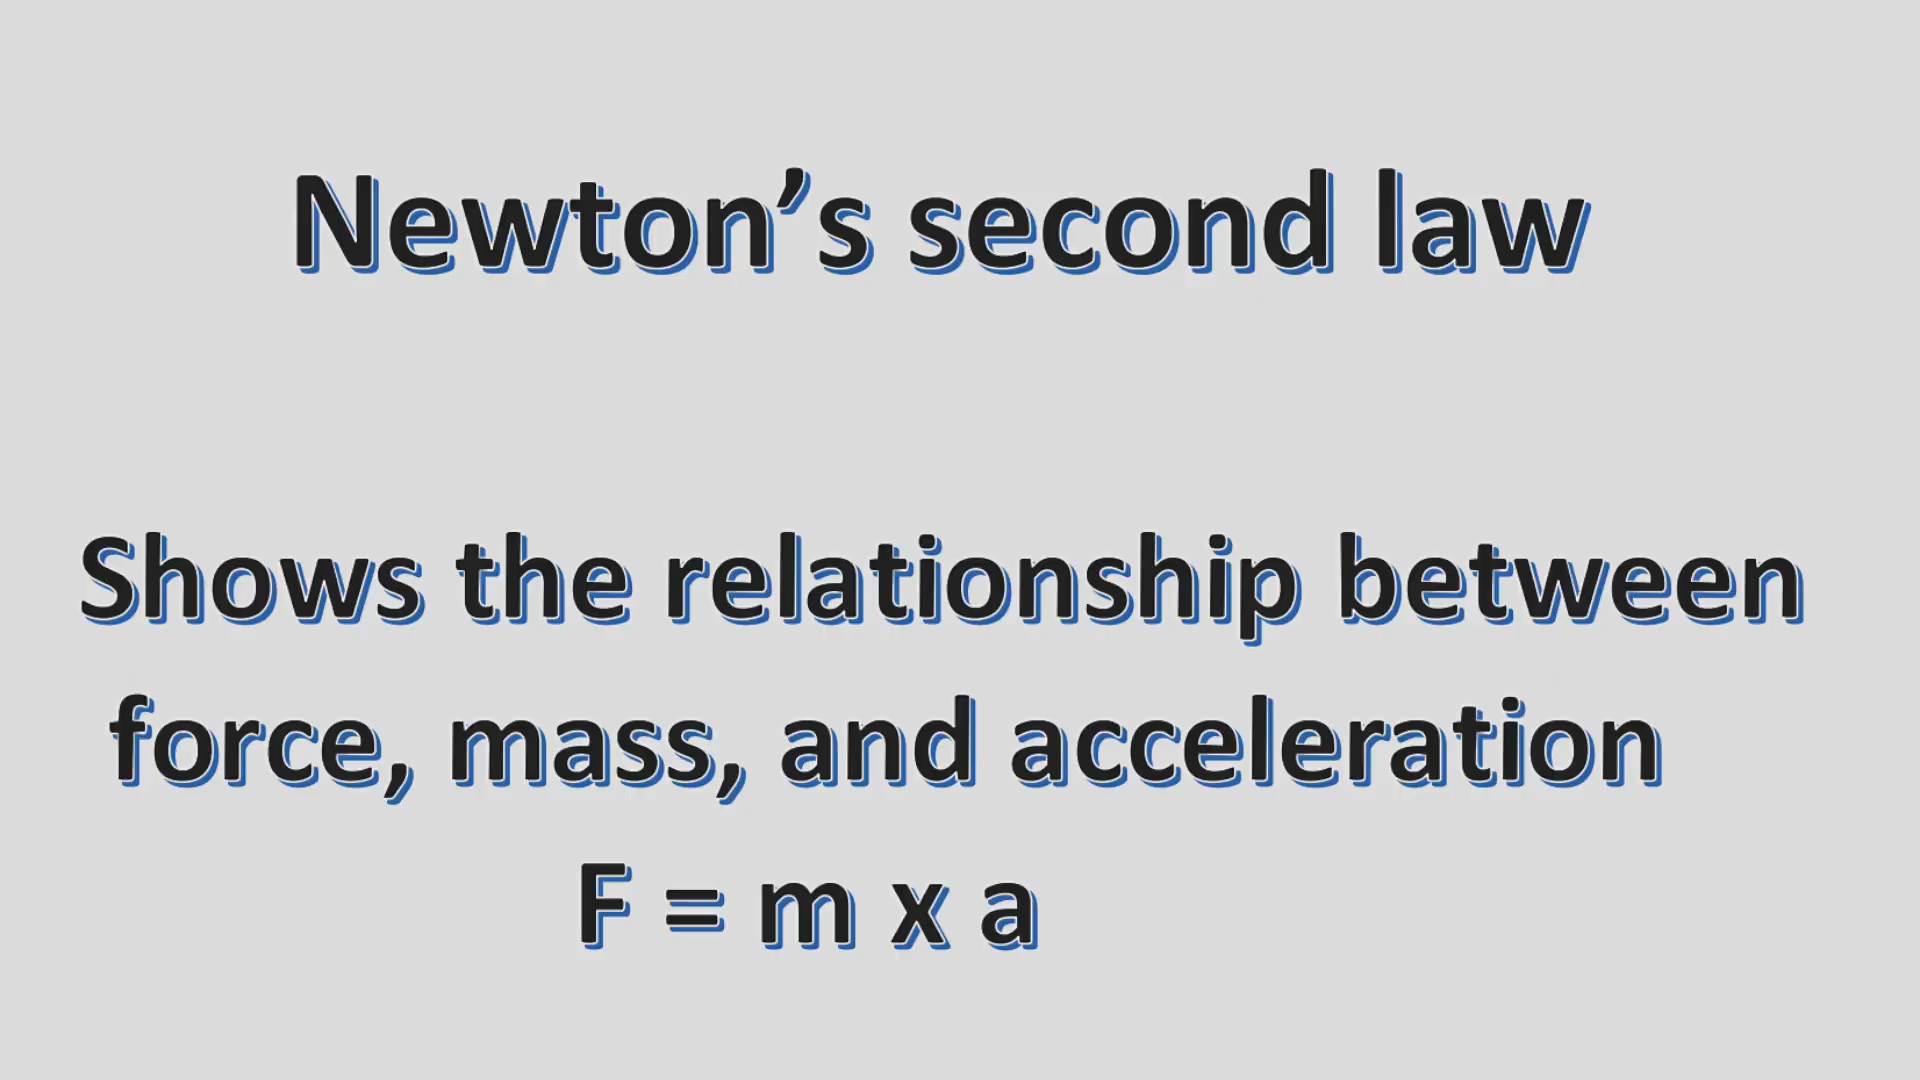 Newton’s second law
Shows the relationship between
force, mass, and acceleration
F = m x a